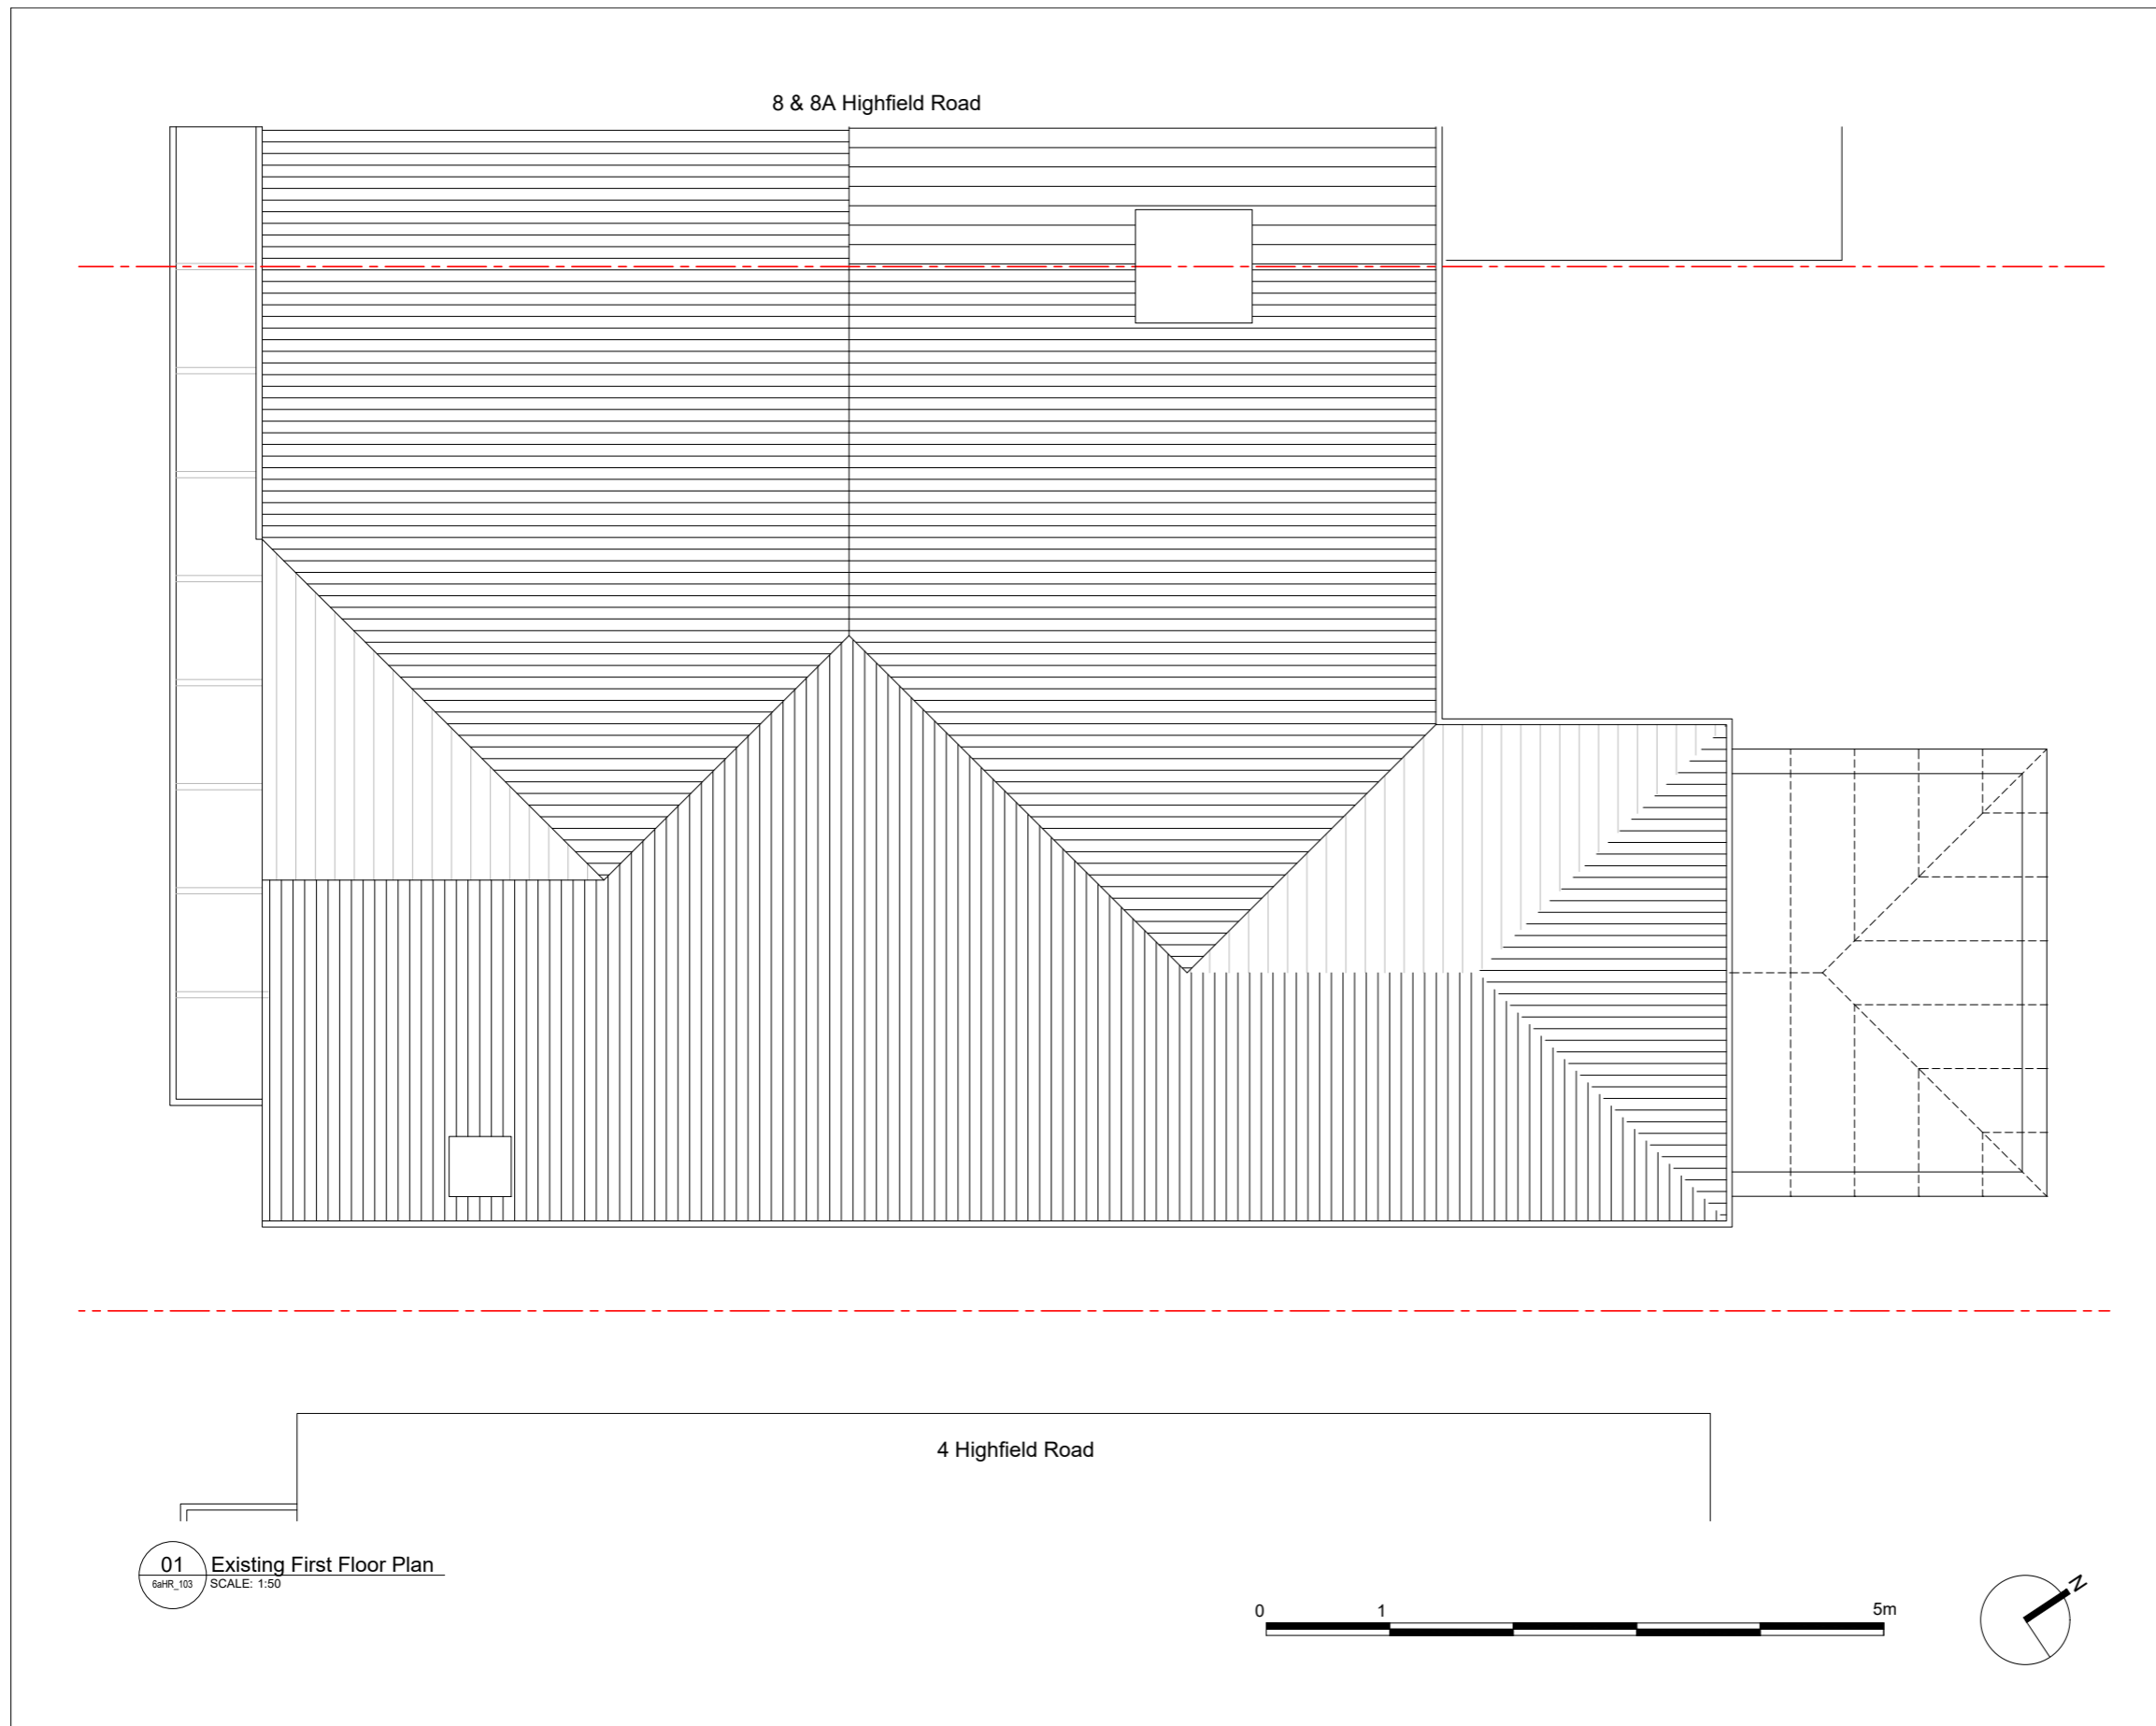 8 & 8A Highfield Road
4 Highfield Road
01
6aHR_103
Existing First Floor Plan
SCALE: 1:50
0
1
5m
N